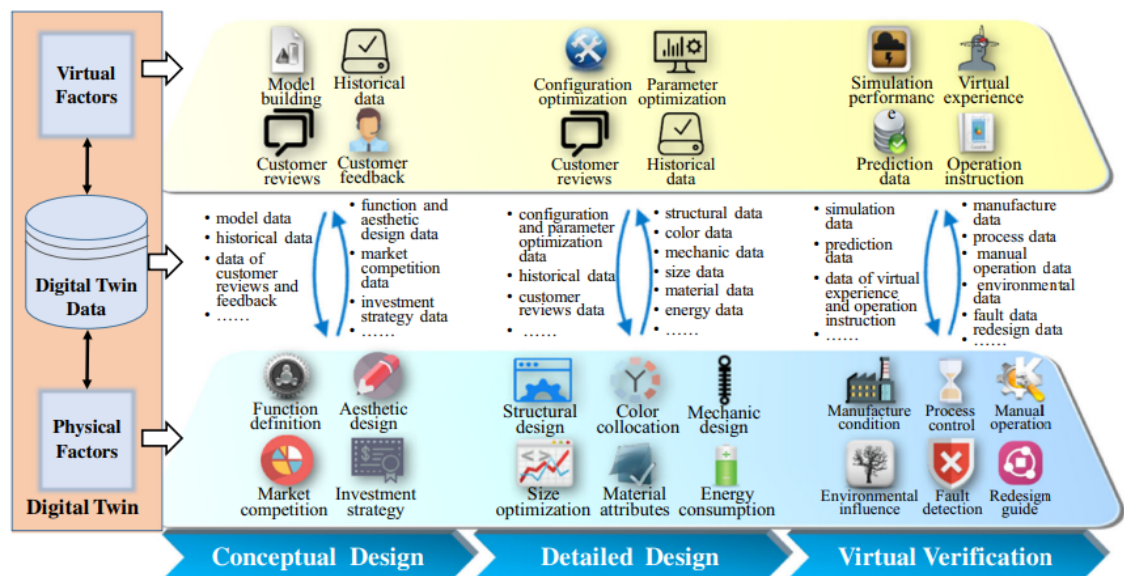 Virtual
Factors
Digital Twin
Data
Physical
Factors
Digital Twin
Model
building
Historical
data
Customer
reviews
Customer
feedback
Configuration
optimization
Parameter
optimization
Customer
reviews
Historical
data
Simulation
performanc
e
Virtual
experience
Prediction
data
Operation
instruction
• model data
• historical data
• data of
customer
reviews and
feedback
• ……
• function and
aesthetic
design data
• market
competition
data
• investment
strategy data
• ……
• configuration
and parameter
optimization
data
• historical data
• customer
reviews data
• ……
• structural data
• color data
• mechanic data
• size data
• material data
• energy data
• ……
• simulation
data
• prediction
data
• data of virtual
experience
and operation
instruction
• ……
• manufacture
data
• process data
• manual
operation data
• environmental
data
• fault data
• redesign data
• ……
Function
definition
Aesthetic
design
Market
competition
Investment
strategy
Structural
design
Color
collocation
Mechanic
design
Size
optimization
Material
attributes
Energy
consumption
Manufacture
condition
Process
control
Manual
operation
Environmental
influence
Fault
detection
Redesign
guide
Conceptual Design
Detailed Design
Virtual Verification